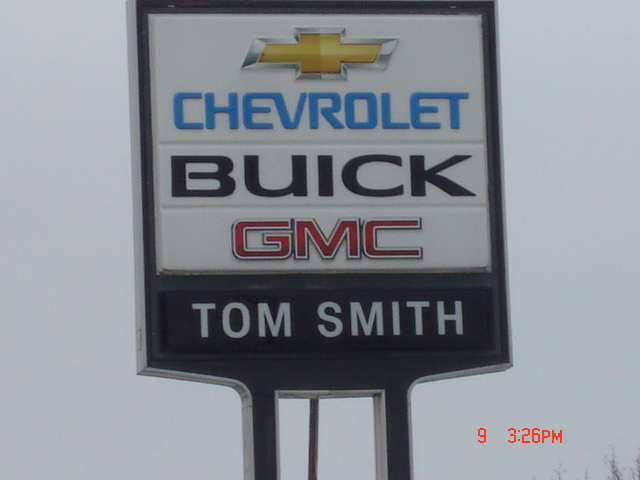 CHEVROLET
BUICK
GMC
TOM SMITH
9 3:26PM